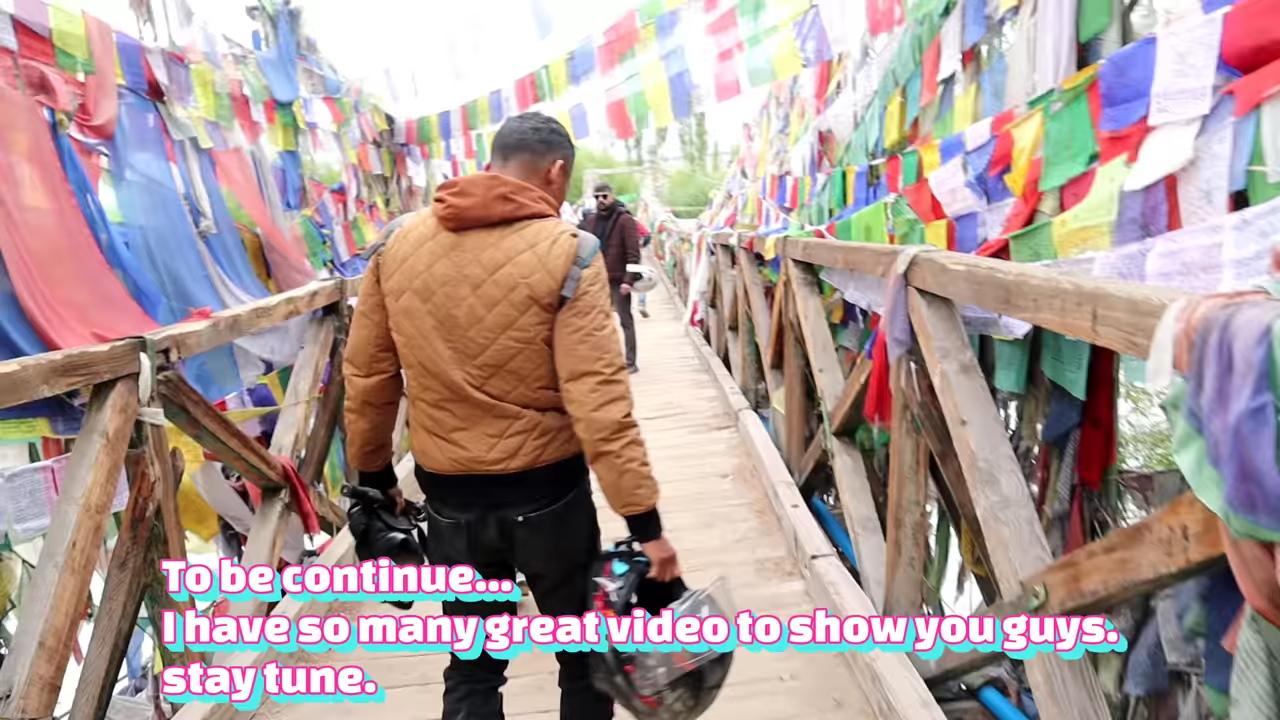 To be continue...
I have so many great video to show you guys.
stay tune.